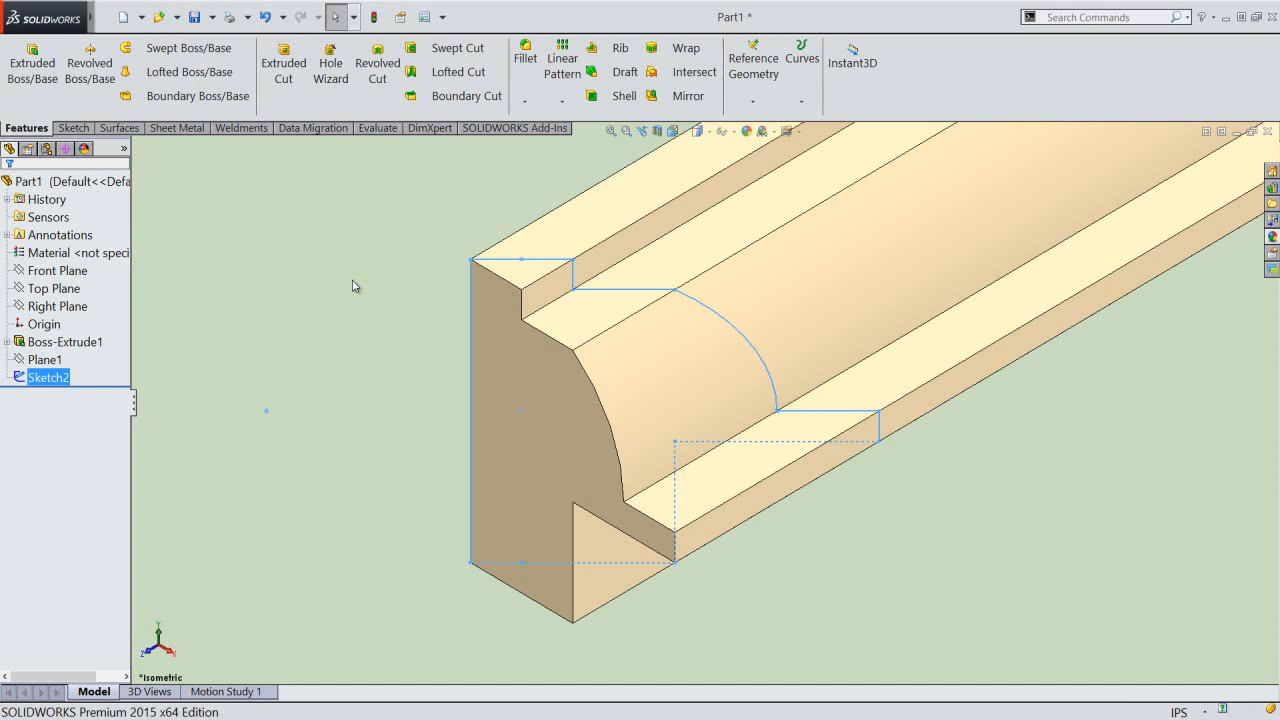 SOLIDWORKS
Part1 *
Search Commands
Extruded Boss/Base
Revolved Boss/Base
Swept Boss/Base
Lofted Boss/Base
Boundary Boss/Base
Extruded Cut
Hole Wizard
Revolved Cut
Swept Cut
Lofted Cut
Boundary Cut
Fillet
Linear Pattern
Rib
Draft
Shell
Wrap
Intersect
Mirror
Reference Geometry
Curves
Instant3D
Features Sketch Surfaces Sheet Metal Weldments Data Migration Evaluate DimXpert SOLIDWORKS Add-Ins
Part1 (Default<<Defa
History
Sensors
Annotations
Material <not speci
Front Plane
Top Plane
Right Plane
Origin
Boss-Extrude1
Plane1
Sketch2
Y
Z
X
*Isometric
Model 3D Views Motion Study 1
SOLIDWORKS Premium 2015 x64 Edition
IPS